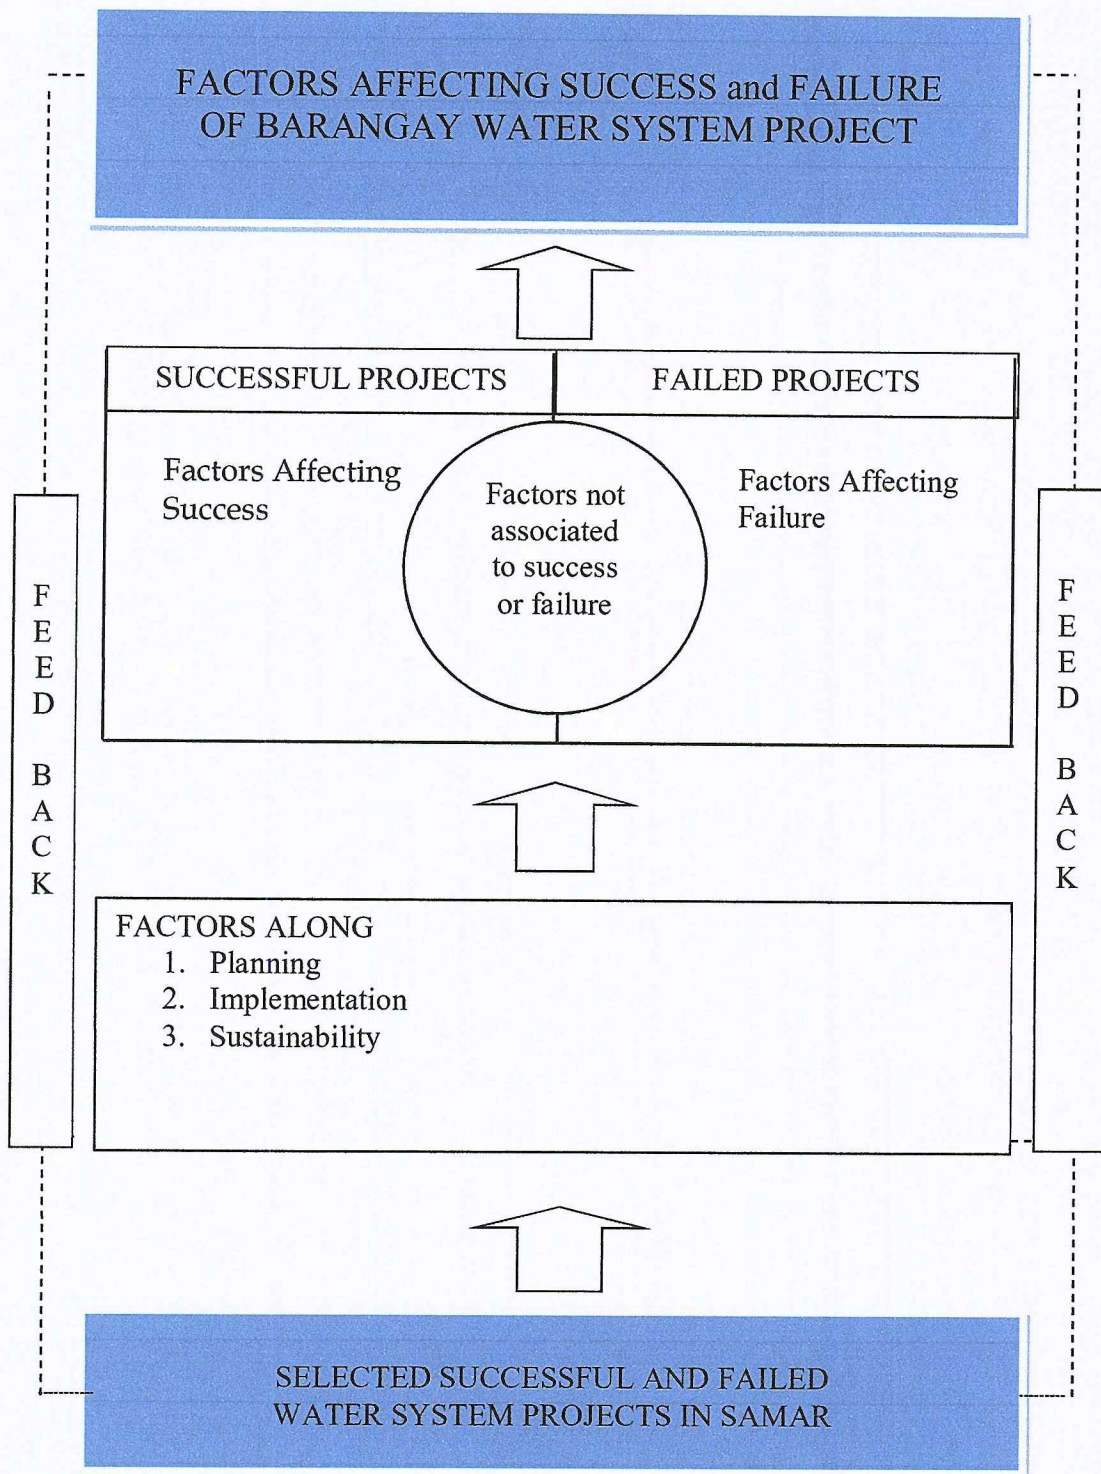 FACTORS AFFECTING SUCCESS and FAILURE
OF BARANGAY WATER SYSTEM PROJECT
SUCCESSFUL PROJECTS
FAILED PROJECTS
Factors Affecting
Success
Factors not
associated
to success
or failure
Factors Affecting
Failure
F
E
E
D
B
A
C
K
F
E
E
D
B
A
C
K
FACTORS ALONG
1. Planning
2. Implementation
3. Sustainability
SELECTED SUCCESSFUL AND FAILED
WATER SYSTEM PROJECTS IN SAMAR